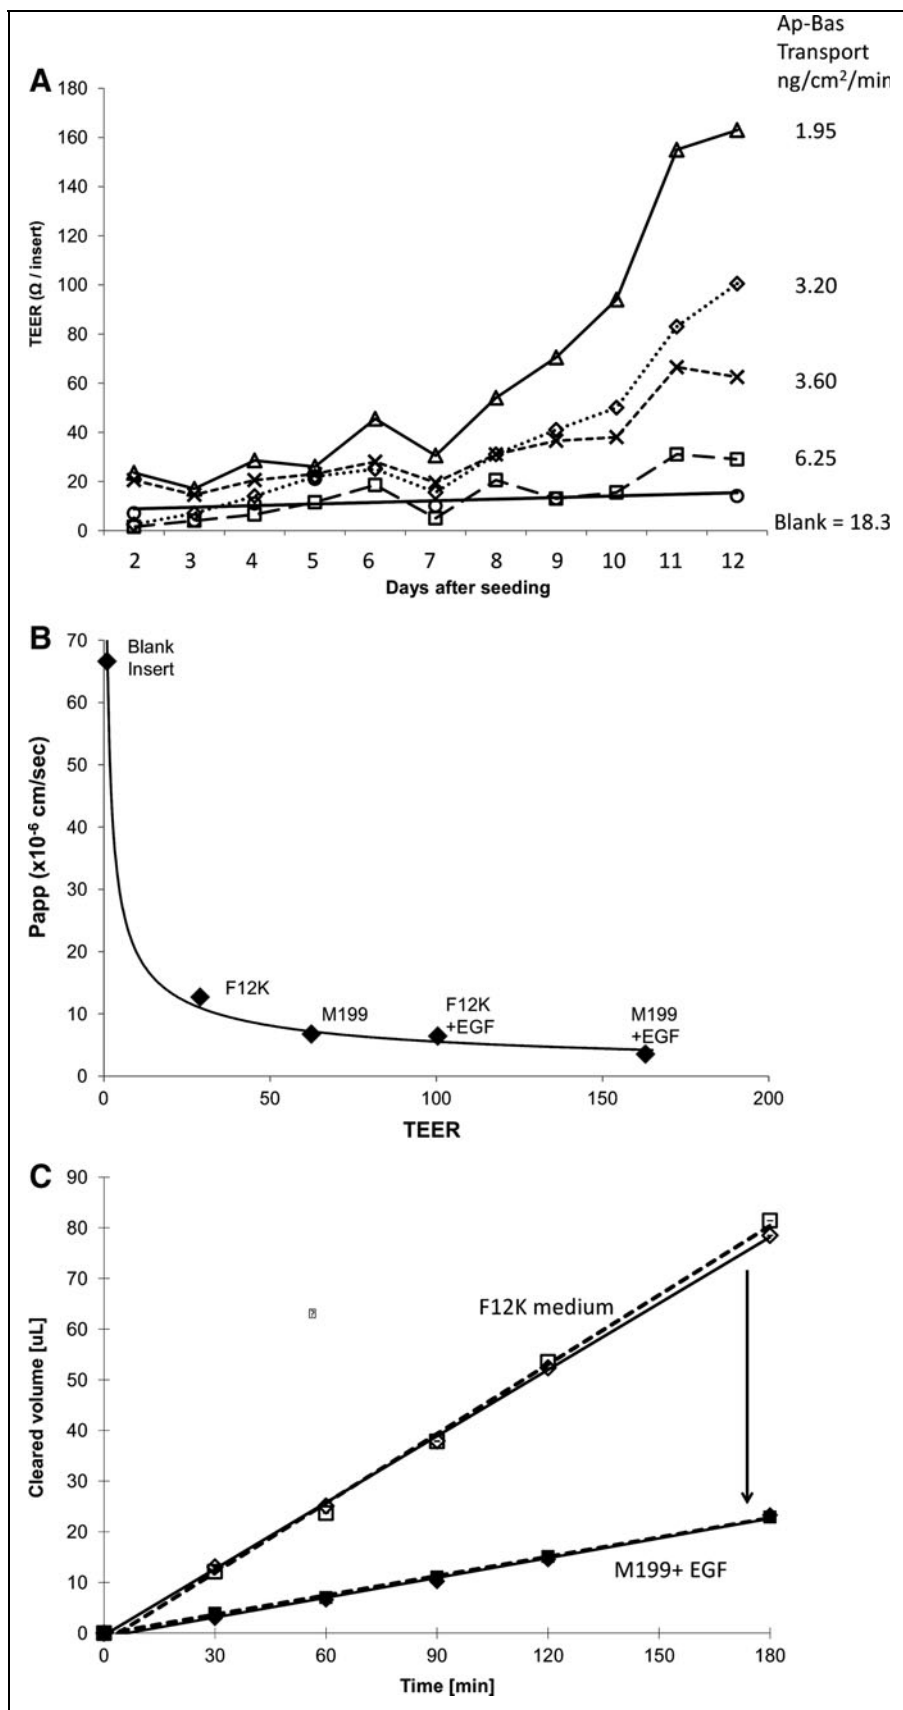 Ap-Bas
Transport
ng/cm²/min
A
180
160
140
120
100
80
60
40
20
0
TEER (Ω / insert)
1.95
3.20
3.60
6.25
Blank = 18.3
2 3 4 5 6 7 8 9 10 11 12
Days after seeding
B
70
60
50
40
30
20
10
0
Papp (x10⁻⁶ cm/sec)
Blank
Insert
F12K
M199
F12K
+EGF
M199
+EGF
0 50 100 150 200
TEER
C
90
80
70
60
50
40
30
20
10
0
Cleared volume [uL]
F12K medium
M199+ EGF
0 30 60 90 120 150 180
Time [min]